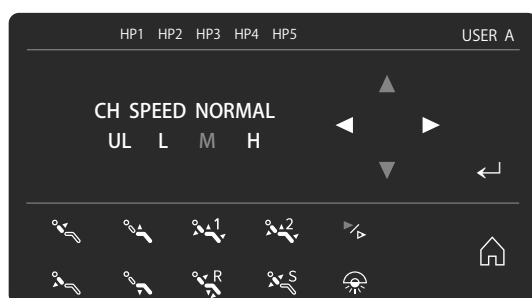 HP1 HP2 HP3 HP4 HP5 USER A
CH SPEED NORMAL
UL L M H
1 2
R S